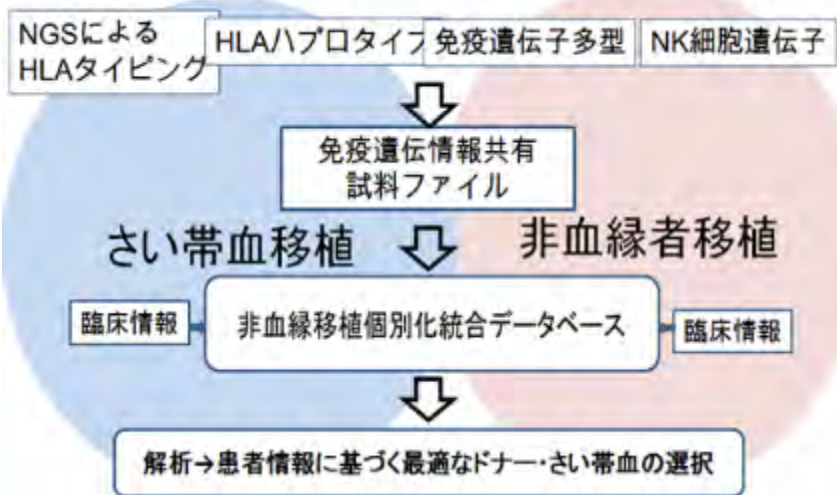 NGSによる
HLAタイピング
HLAハプロタイプ
免疫遺伝子多型
NK細胞遺伝子
免疫遺伝情報共有
試料ファイル
さい帯血移植
非血縁者移植
臨床情報
非血縁移植個別化統合データベース
臨床情報
解析→患者情報に基づく最適なドナー・さい帯血の選択